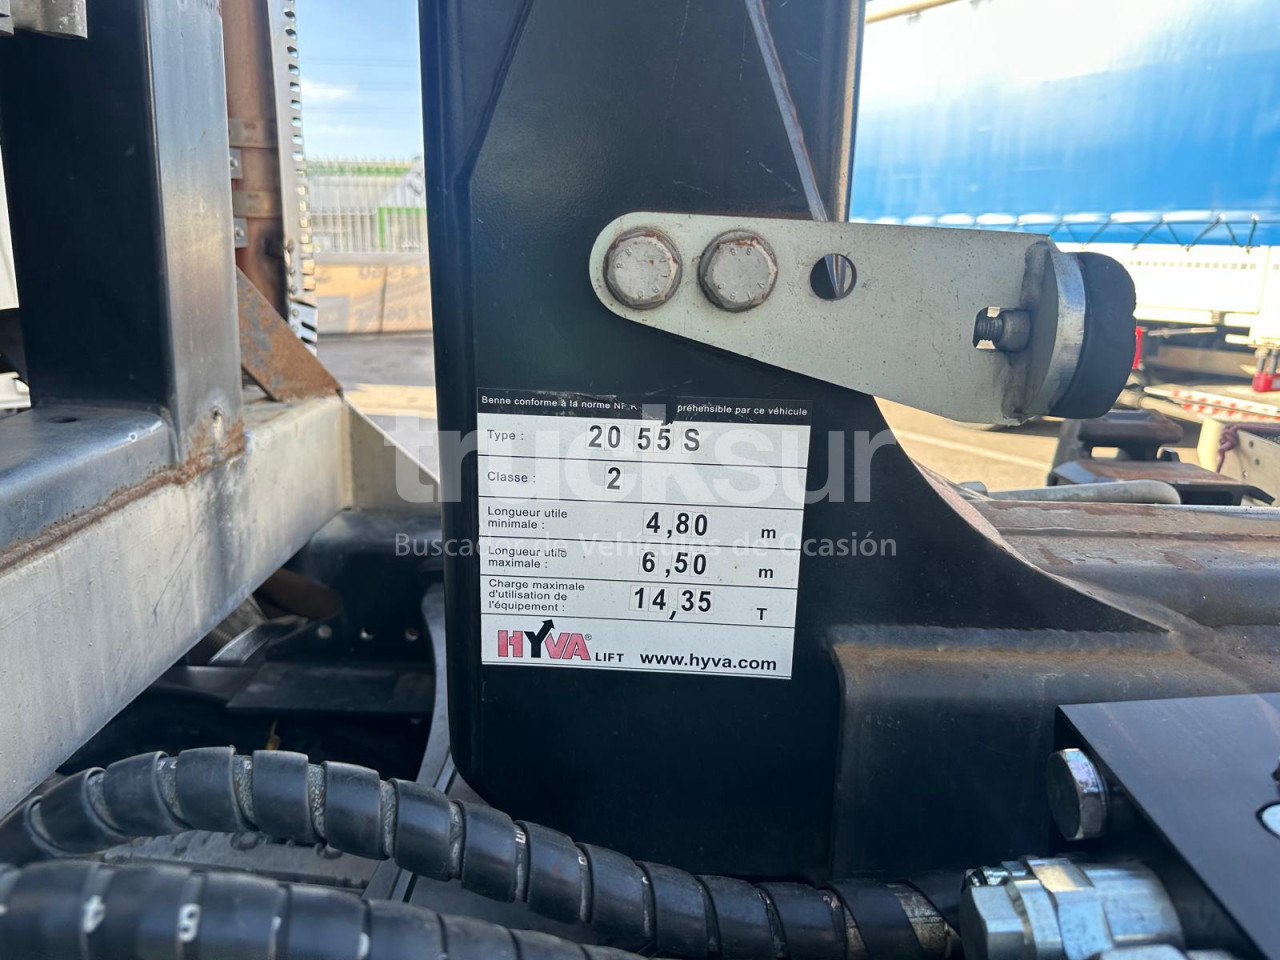 Benne conforme à la norme NF. préhensible par ce véhicule
Type : 20 55 S
Classe : 2
Longueur utile
minimale : 4,80 m
Longueur utile
maximale : 6,50 m
Charge maximale
d'utilisation de
l'équipement : 14,35 T
HYVA® LIFT www.hyva.com
trucksur
Buscador de Vehículos de Ocasión